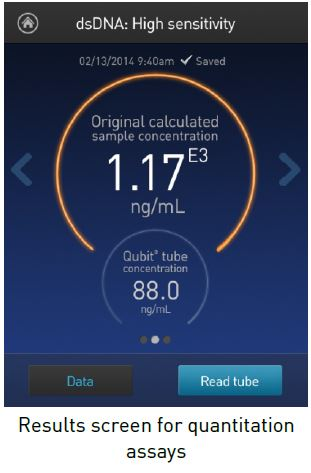 dsDNA: High sensitivity
02/13/2014 9:40am ✔ Saved
Original calculated
sample concentration
1.17E3
ng/mL
Qubit® tube
concentration
88.0
ng/mL
Data
Read tube
Results screen for quantitation
assays